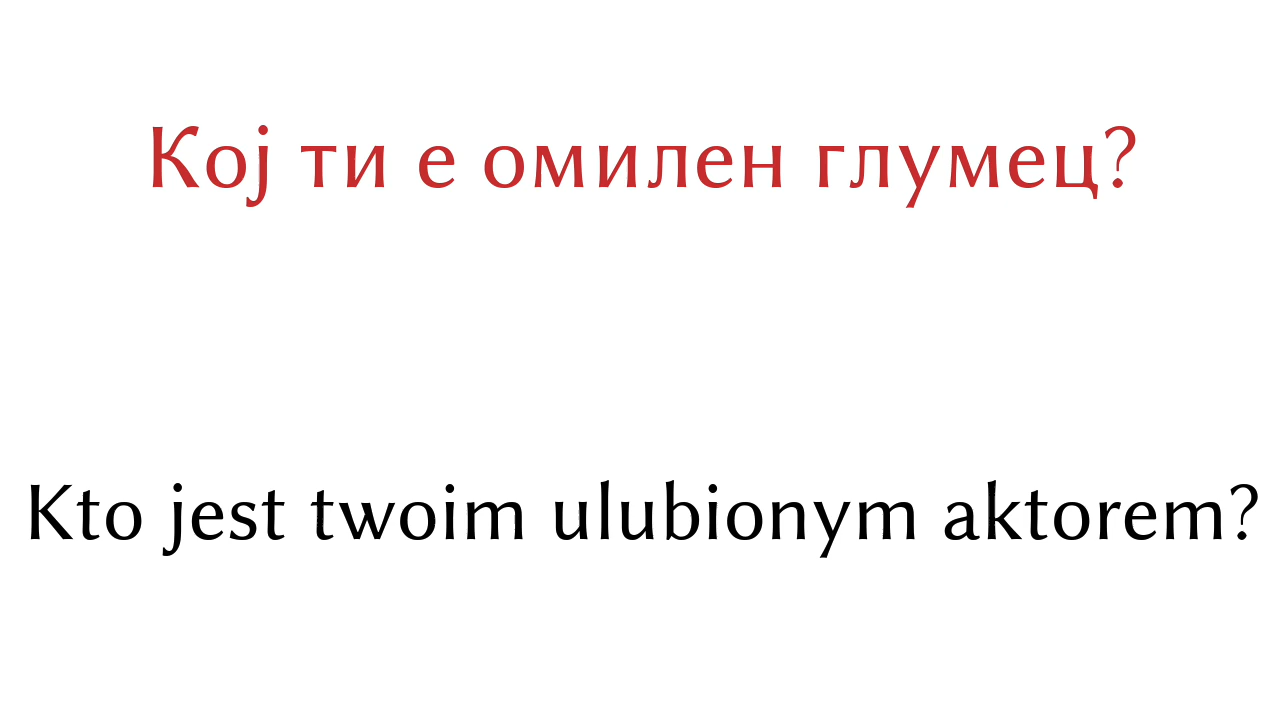 Кој ти е омилен глумец?
Kto jest twoim ulubionym aktorem?